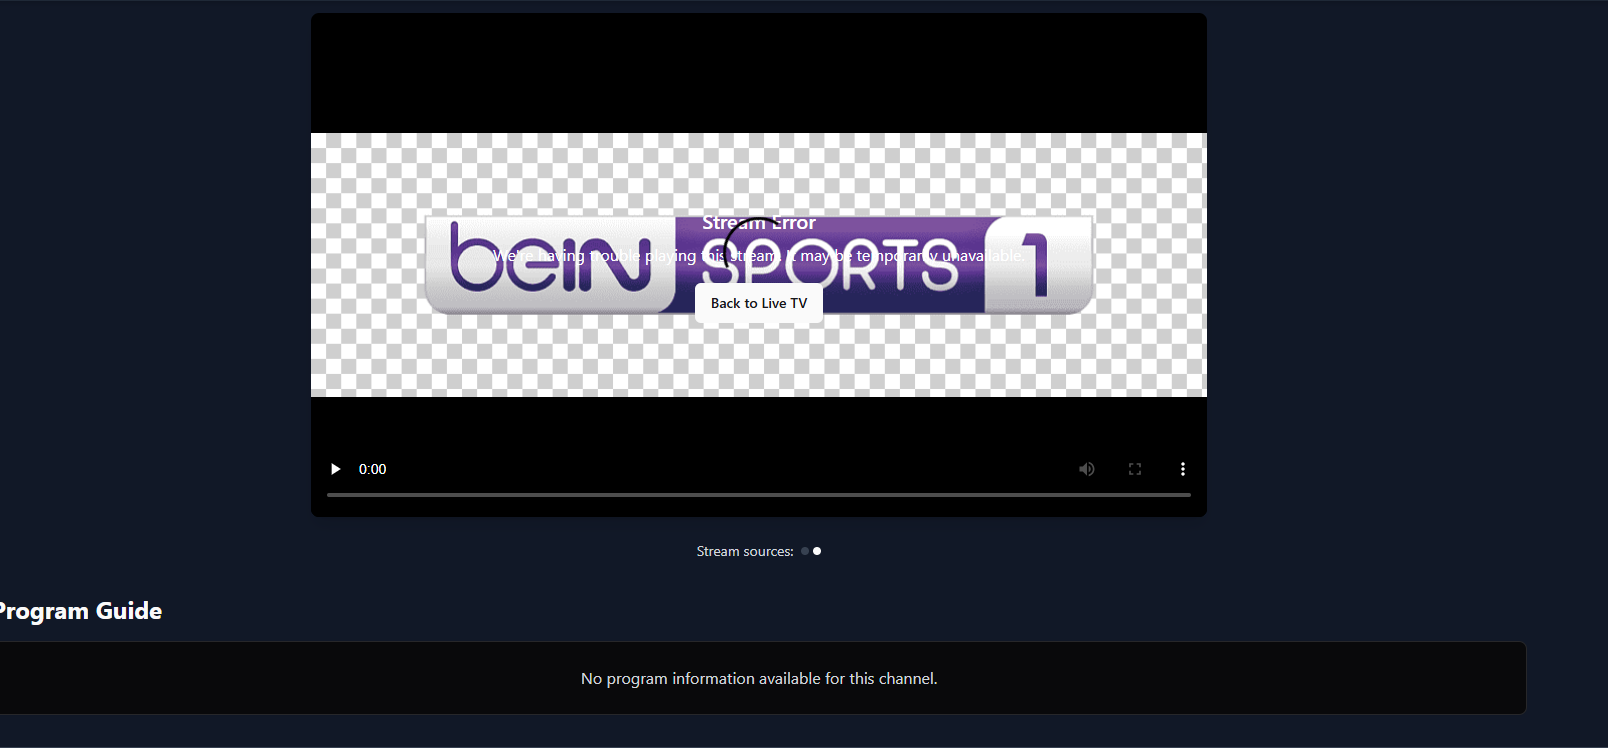 beIN SPORTS 1
Stream Error
We're having trouble playing this stream. It may be temporarily unavailable.
Back to Live TV
0:00
Stream sources:
Program Guide
No program information available for this channel.